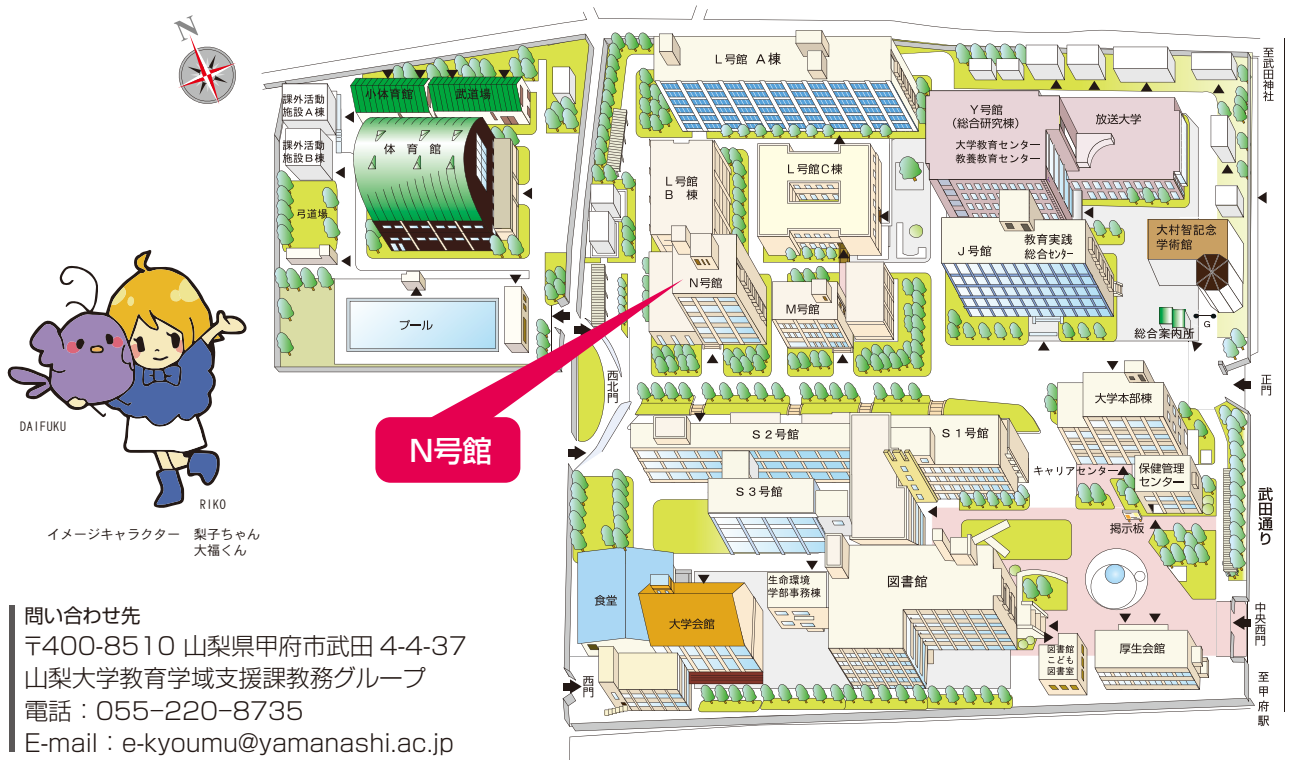 N
L号館 A棟
至武田神社
小体育館
武道場
課外活動
施設A棟
体育館
課外活動
施設B棟
弓道場
プール
Y号館
(総合研究棟)
大学教育センター
教養教育センター
放送大学
L号館
B 棟
L号館C棟
J号館
教育実践
総合センター
大村智記念
学術館
N号館
M号館
総合案内所
G
西北門
正門
大学本部棟
N号館
S2号館
S1号館
S3号館
キャリアセンター
保健管理
センター
掲示板
武田通り
DAIFUKU
RIKO
イメージキャラクター 梨子ちゃん
大福くん
食堂
大学会館
生命環境
学部事務棟
図書館
図書館
こども
図書室
厚生会館
中央西門
西門
至甲府駅
問い合わせ先
〒400-8510 山梨県甲府市武田 4-4-37
山梨大学教育学域支援課教務グループ
電話：055−220−8735
E-mail：e-kyoumu@yamanashi.ac.jp